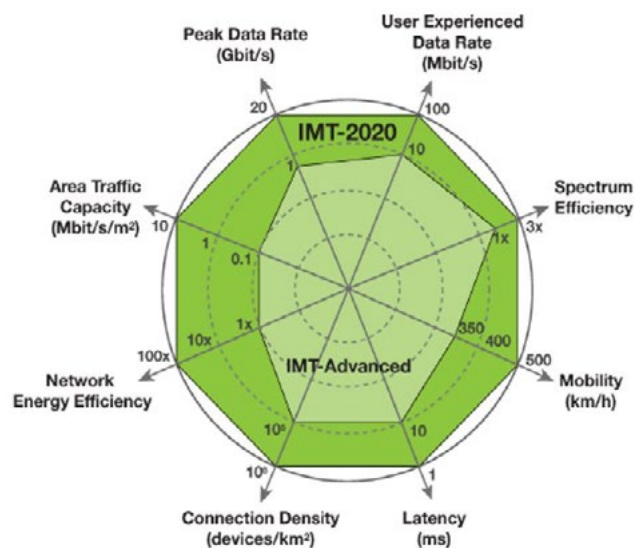 Peak Data Rate
(Gbit/s)
User Experienced
Data Rate
(Mbit/s)
20
100
IMT-2020
1
10
Area Traffic
Capacity
(Mbit/s/m²)
10
1
0.1
Spectrum
Efficiency
3x
1x
100x
10x
1x
350
400
500
Network
Energy Efficiency
IMT-Advanced
Mobility
(km/h)
10⁵
10
10⁶
1
Connection Density
(devices/km²)
Latency
(ms)